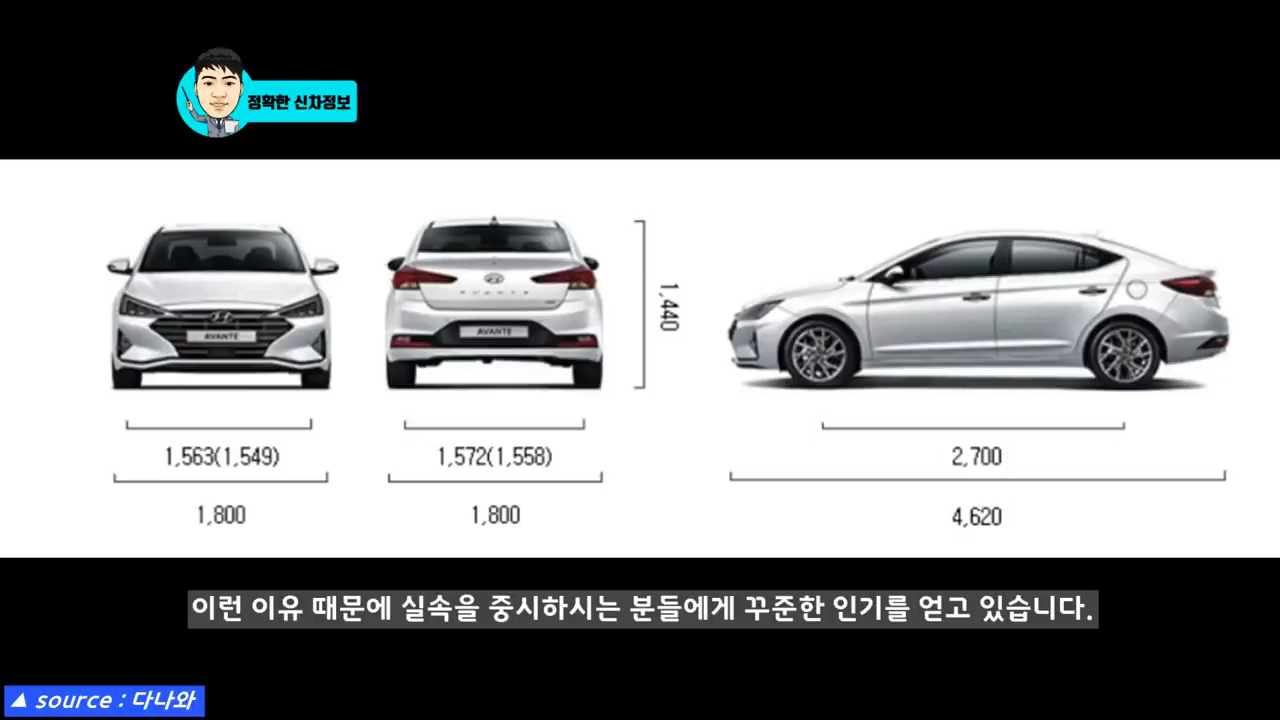 정확한 신차정보
AVANTE
AVANTE
AVANTE
1,440
1,563(1,549)
1,572(1,558)
2,700
1,800
1,800
4,620
이런 이유 때문에 실속을 중시하시는 분들에게 꾸준한 인기를 얻고 있습니다.
▲ source : 다나와